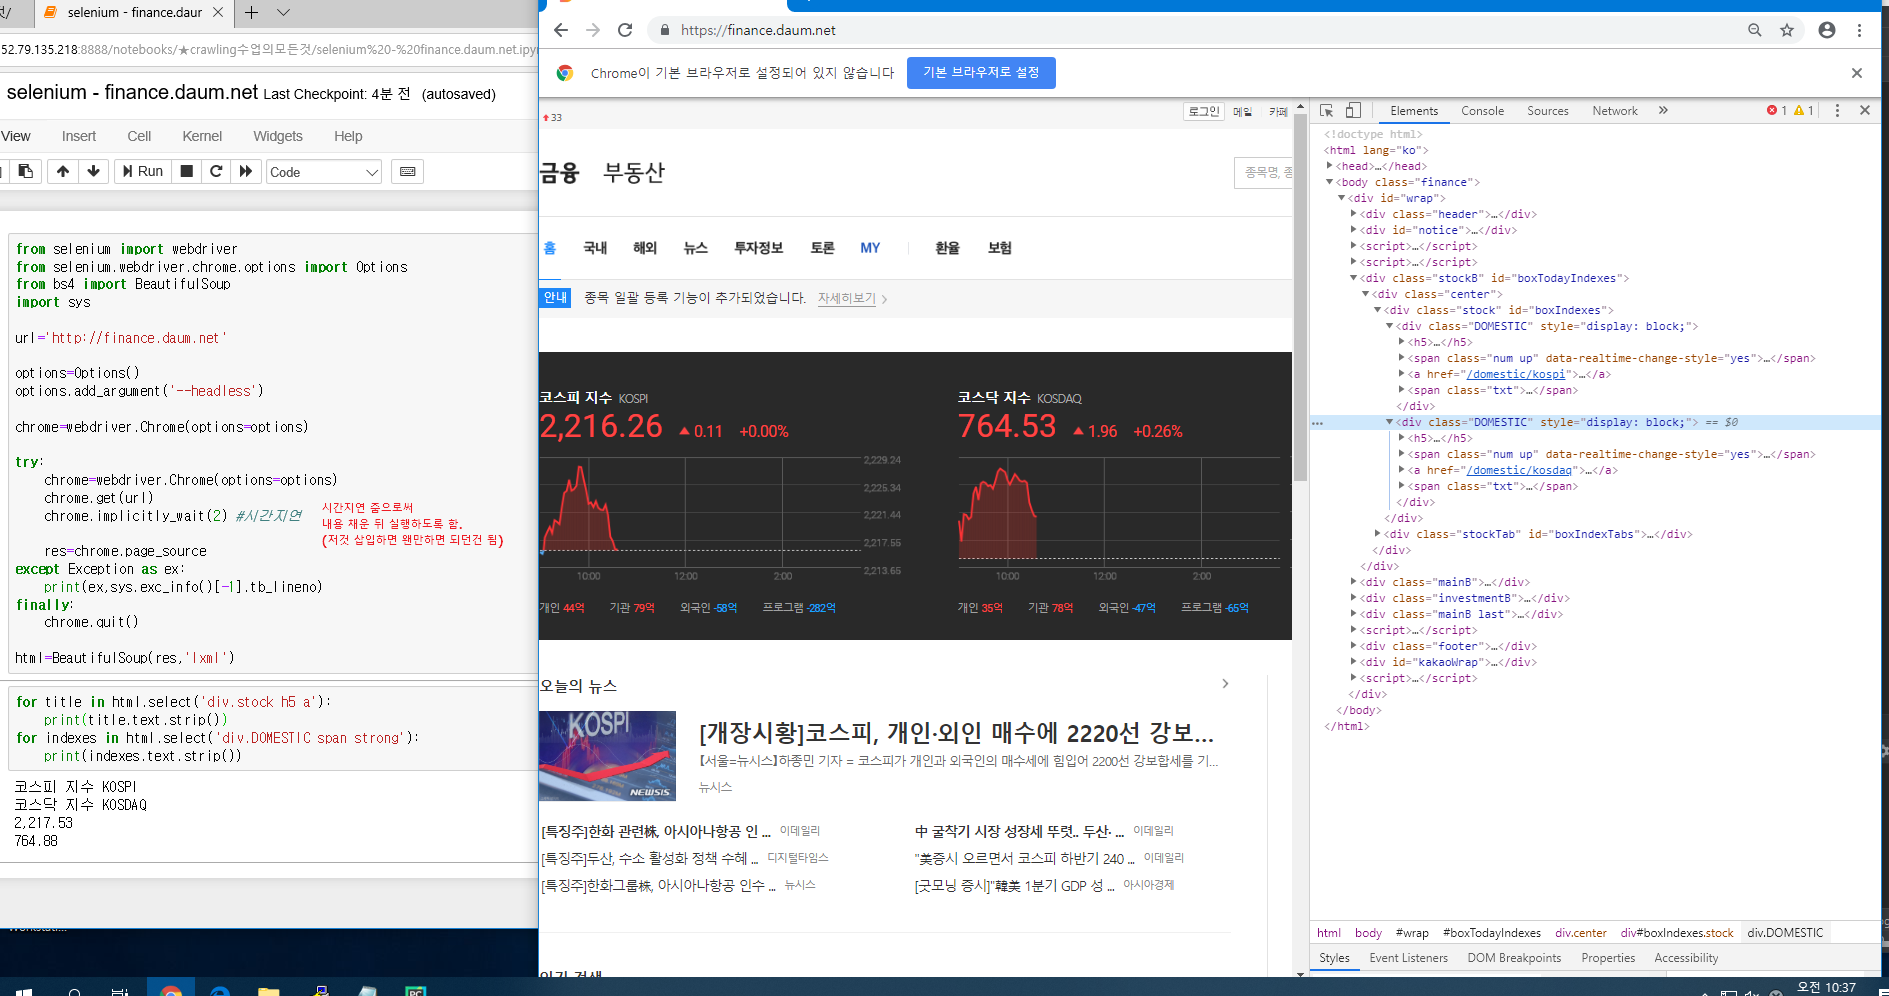 것/
selenium - finance.daur
52.79.135.218:8888/notebooks/★crawling수업의모든것/selenium%20-%20finance.daum.net.ipy
selenium - finance.daum.net Last Checkpoint: 4분 전 (autosaved)
View Insert Cell Kernel Widgets Help
Run
Code
from selenium import webdriver
from selenium.webdriver.chrome.options import Options
from bs4 import BeautifulSoup
import sys
url='http://finance.daum.net'
options=Options()
options.add_argument('--headless')
chrome=webdriver.Chrome(options=options)
try:
chrome=webdriver.Chrome(options=options)
chrome.get(url)
chrome.implicitly_wait(2) #시간지연
시간지연 줌으로써
내용 채운 뒤 실행하도록 함.
(저것 삽입하면 왠만하면 되던건 됨)
res=chrome.page_source
except Exception as ex:
print(ex,sys.exc_info()[-1].tb_lineno)
finally:
chrome.quit()
html=BeautifulSoup(res,'lxml')
for title in html.select('div.stock h5 a'):
print(title.text.strip())
for indexes in html.select('div.DOMESTIC span strong'):
print(indexes.text.strip())
코스피 지수 KOSPI
코스닥 지수 KOSDAQ
2,217.53
764.88
https://finance.daum.net
Chrome이 기본 브라우저로 설정되어 있지 않습니다
기본 브라우저로 설정
33
로그인 메일 카페
금융 부동산
종목명, 종
홈 국내 해외 뉴스 투자정보 토론 MY 환율 보험
안내 종목 일괄 등록 기능이 추가되었습니다. 자세히보기 >
코스피 지수 KOSPI
2,216.26 ▲ 0.11 +0.00%
2,229.24
2,225.34
2,221.44
2,217.55
2,213.65
10:00 12:00 2:00
개인 44억 기관 79억 외국인 -58억 프로그램 -282억
코스닥 지수 KOSDAQ
764.53 ▲ 1.96 +0.26%
10:00 12:00 2:00
개인 35억 기관 78억 외국인 -47억 프로그램 -65억
오늘의 뉴스
KOSPI
NEWSIS
[개장시황]코스피, 개인·외인 매수에 2220선 강보...
【서울=뉴시스】하종민 기자 = 코스피가 개인과 외국인의 매수세에 힘입어 2200선 강보합세를 기...
뉴시스
[특징주]한화 관련株, 아시아나항공 인 ... 이데일리
[특징주]두산, 수소 활성화 정책 수혜 ... 디지털타임스
[특징주]한화그룹株, 아시아나항공 인수 ... 뉴시스
中 굴착기 시장 성장세 뚜렷.. 두산· ... 이데일리
"美증시 오르면서 코스피 하반기 240 ... 이데일리
[굿모닝 증시]"韓美 1분기 GDP 성 ... 아시아경제
Elements Console Sources Network » 1 1
<!doctype html>
<html lang="ko">
<head>…</head>
<body class="finance">
<div id="wrap">
<div class="header">…</div>
<div id="notice">…</div>
<script>…</script>
<script>…</script>
<div class="stockB" id="boxTodayIndexes">
<div class="center">
<div class="stock" id="boxIndexes">
<div class="DOMESTIC" style="display: block;">
<h5>…</h5>
<span class="num up" data-realtime-change-style="yes">…</span>
<a href="/domestic/kospi">…</a>
<span class="txt">…</span>
</div>
<div class="DOMESTIC" style="display: block;"> == $0
<h5>…</h5>
<span class="num up" data-realtime-change-style="yes">…</span>
<a href="/domestic/kosdaq">…</a>
<span class="txt">…</span>
</div>
</div>
<div class="stockTab" id="boxIndexTabs">…</div>
</div>
</div>
<div class="mainB">…</div>
<div class="investmentB">…</div>
<div class="mainB last">…</div>
<script>…</script>
<div class="footer">…</div>
<div id="kakaoWrap">…</div>
<script>…</script>
</div>
</body>
</html>
html body #wrap #boxTodayIndexes div.center div#boxIndexes.stock div.DOMESTIC
Styles Event Listeners DOM Breakpoints Properties Accessibility
오전 10:37